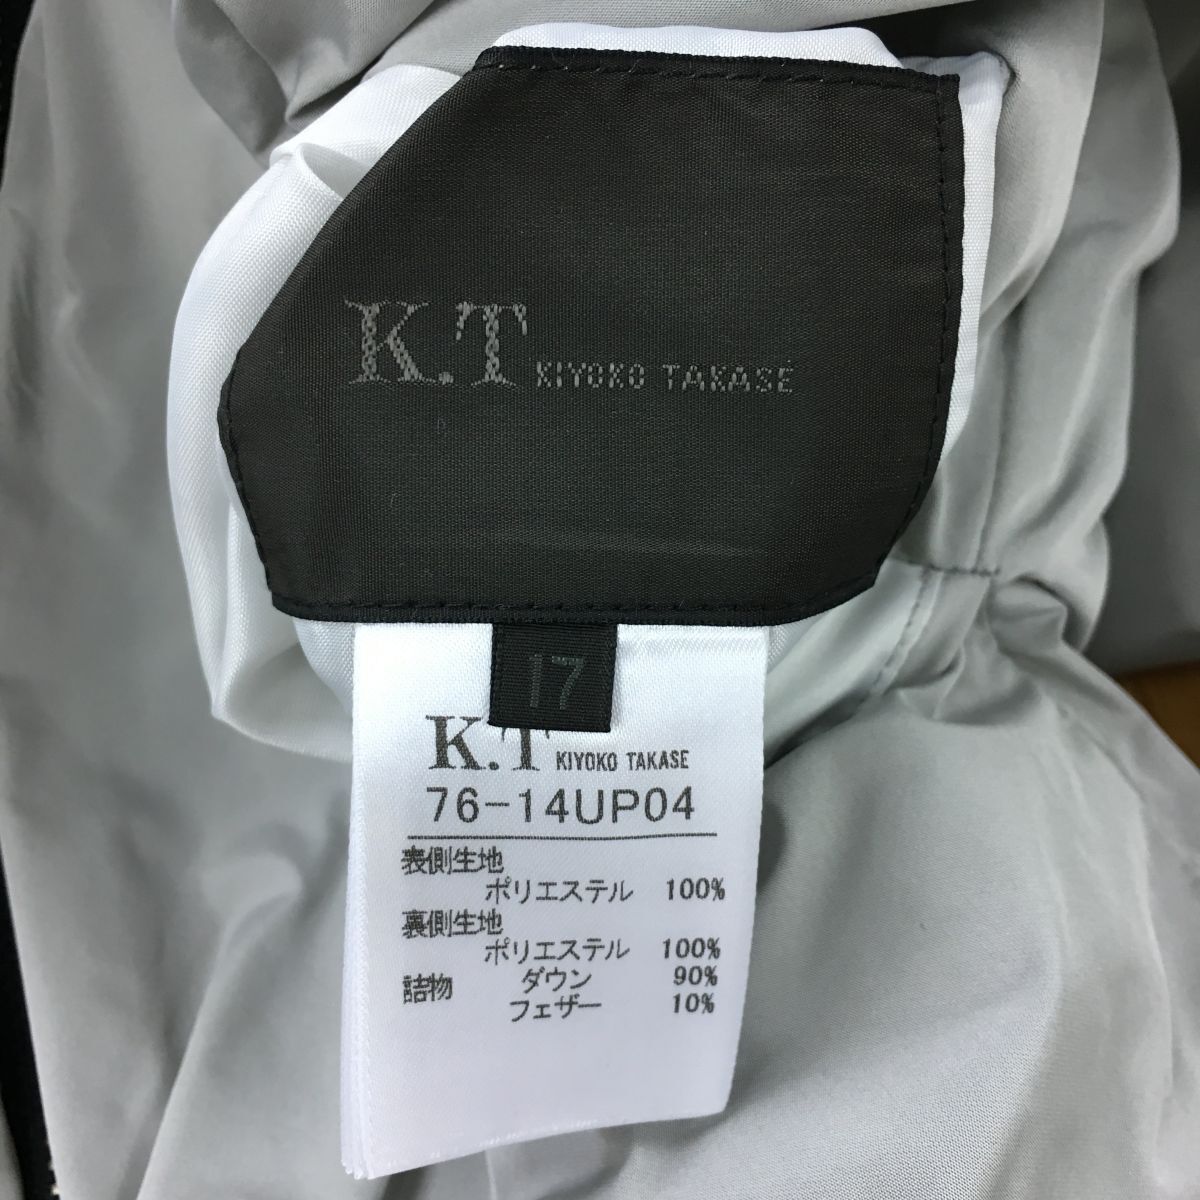 K.T KIYOKO TAKASE
17
K.T KIYOKO TAKASE
76-14UP04
表側生地
ポリエステル 100%
裏側生地
ポリエステル 100%
詰物 ダウン 90%
フェザー 10%